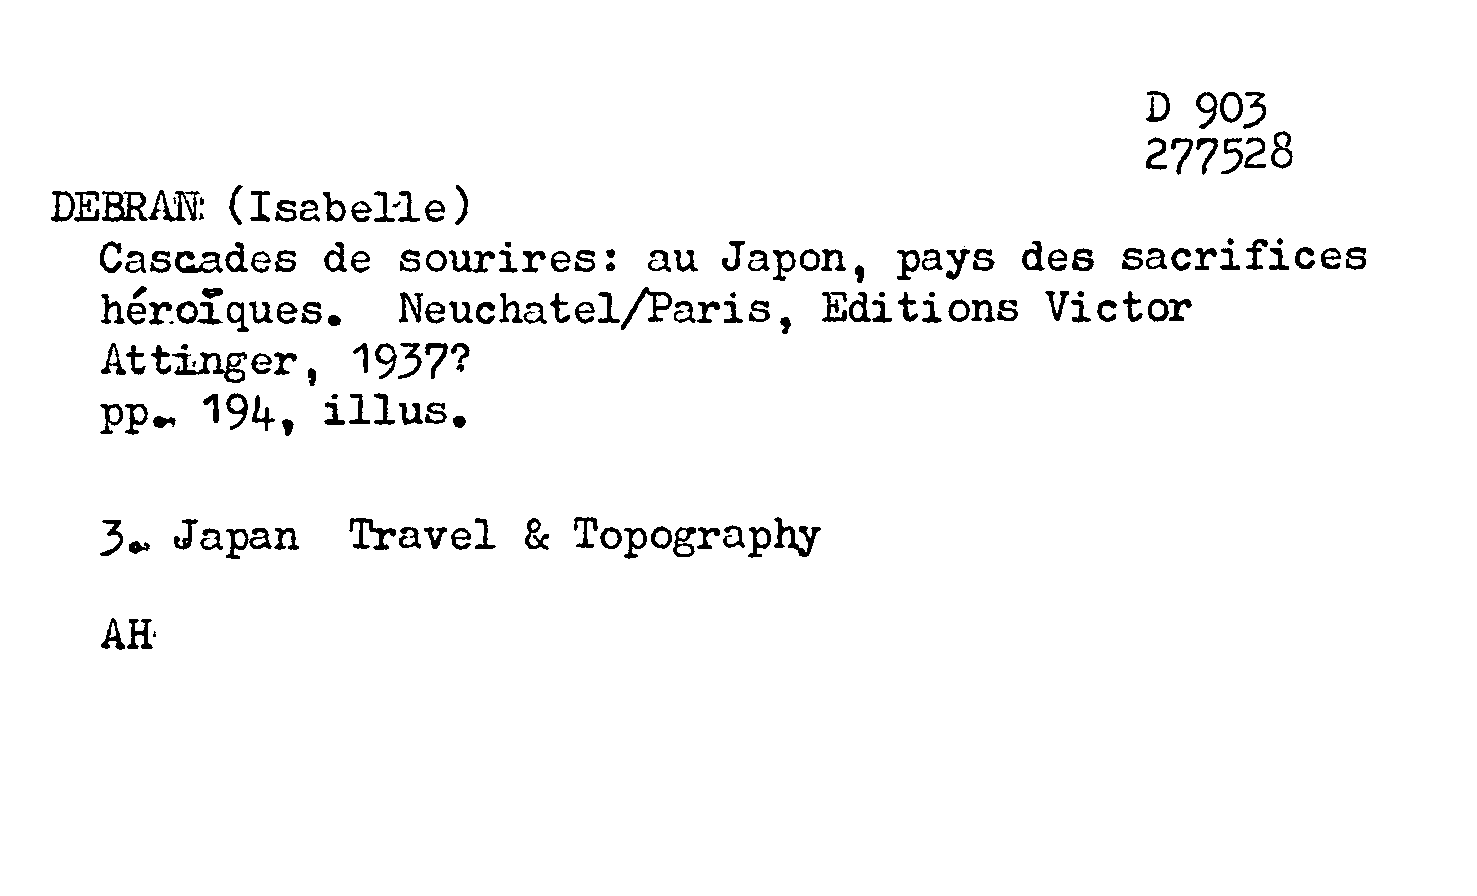 D 903
277528
DEBRAN (Isabelle)
Cascades de sourires: au Japon, pays des sacrifices
héroïques. Neuchatel/Paris, Editions Victor
Attinger, 1937?
pp. 194, illus.
3. Japan Travel & Topography
AH